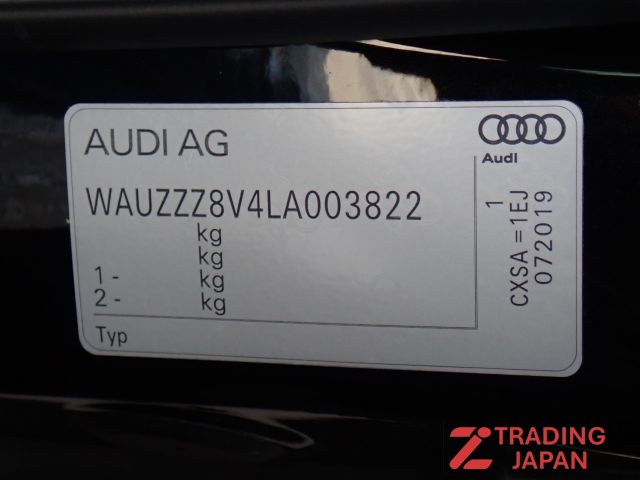 AUDI AG
Audi
WAUZZZ8V4LA003822
kg
kg
1 - kg
2 - kg
Typ
1
CXSA =1EJ
072019
TRADING
JAPAN